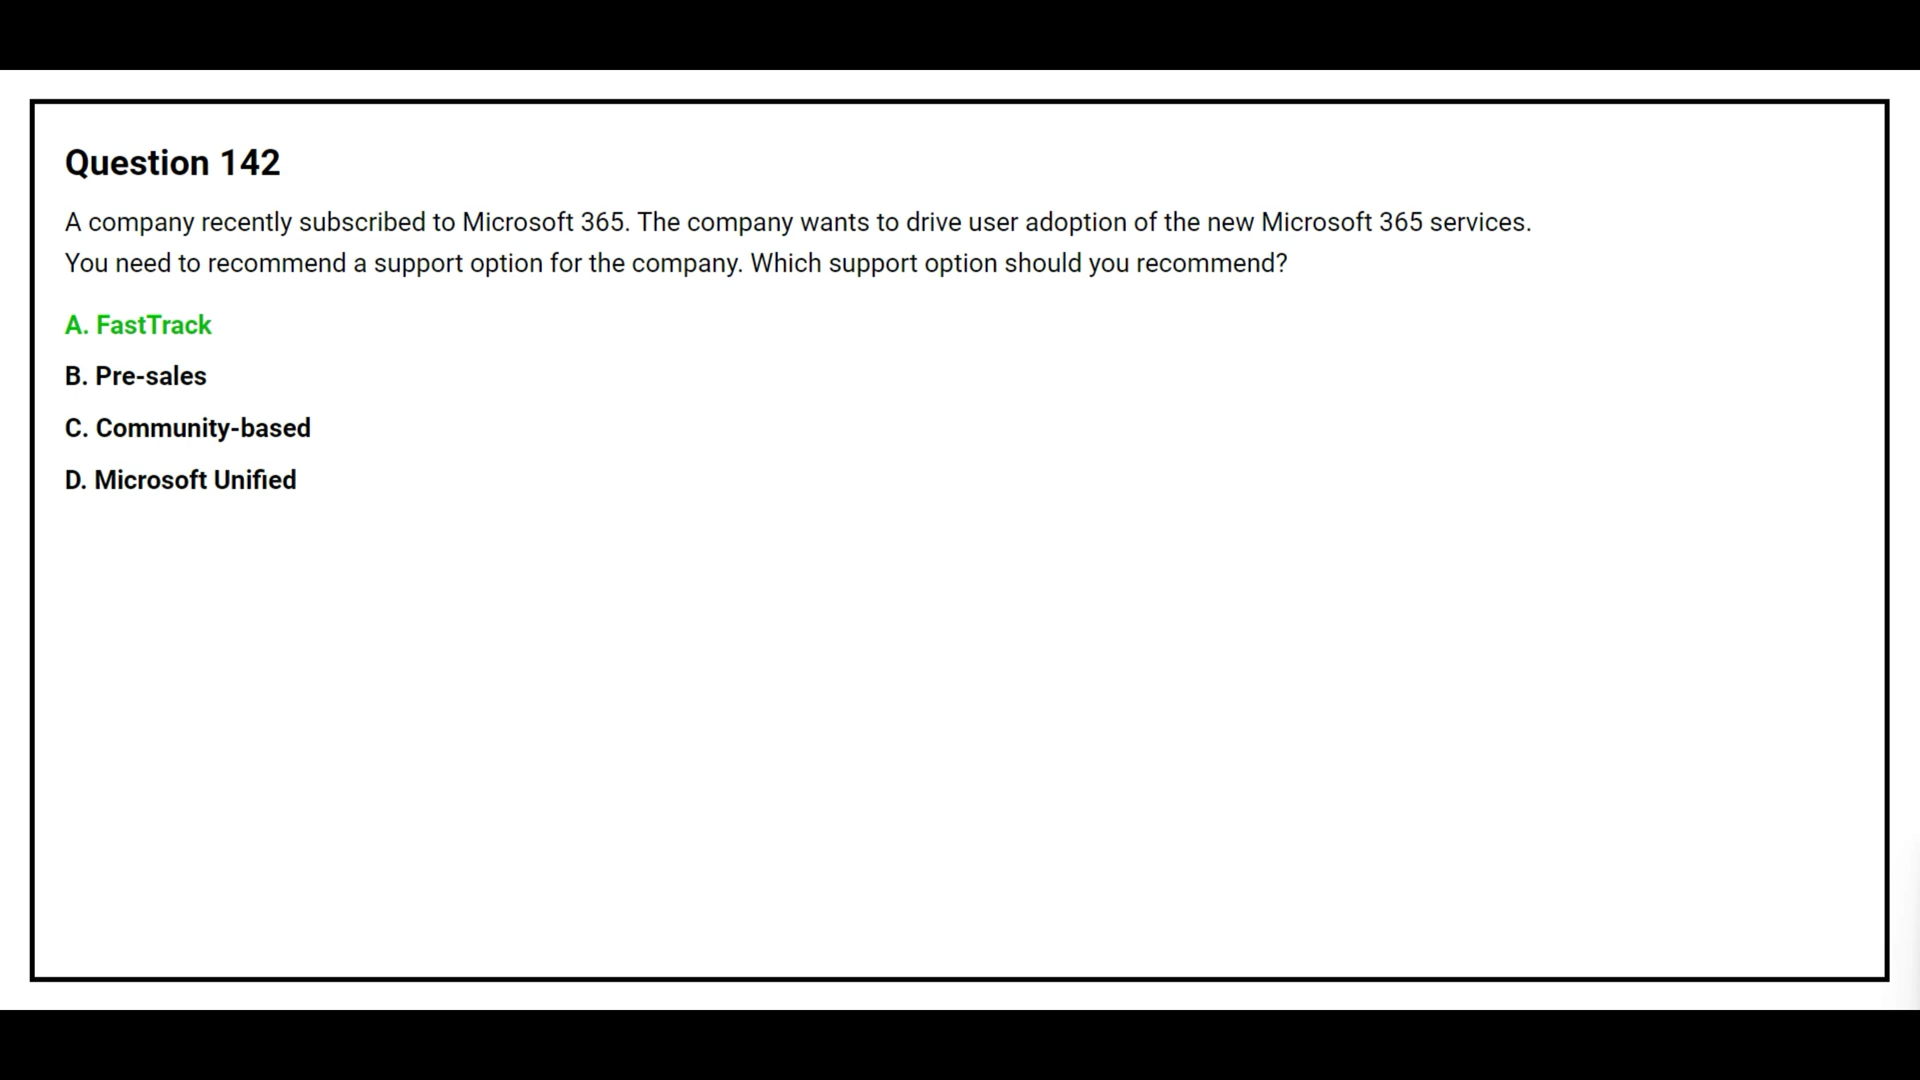 Question 142
A company recently subscribed to Microsoft 365. The company wants to drive user adoption of the new Microsoft 365 services.
You need to recommend a support option for the company. Which support option should you recommend?
A. FastTrack
B. Pre-sales
C. Community-based
D. Microsoft Unified